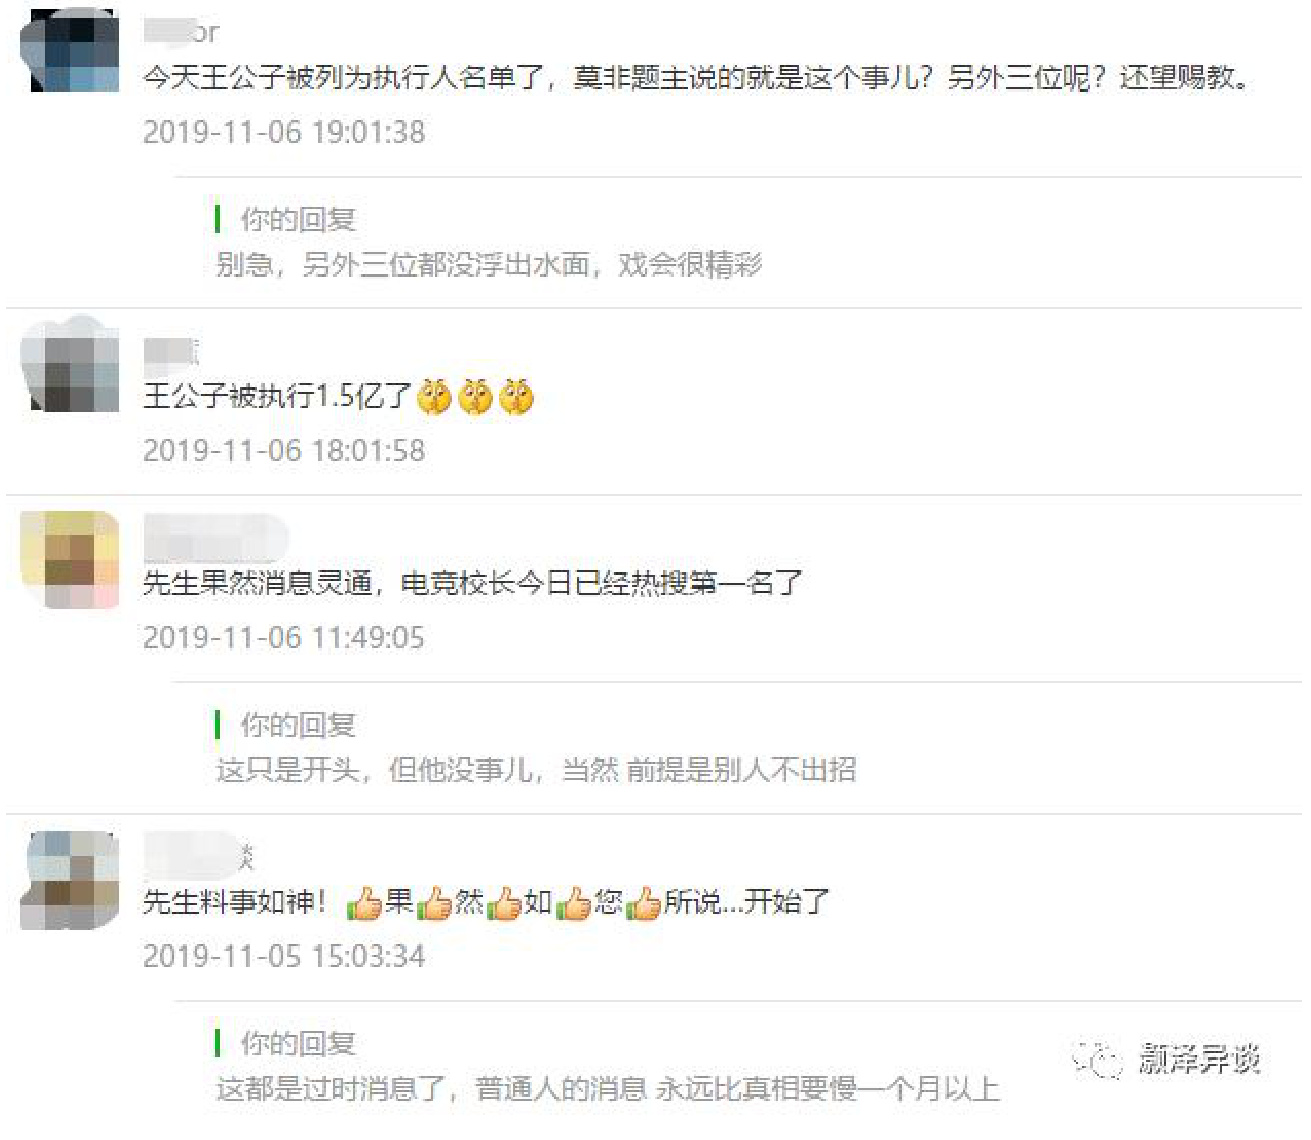 or
今天王公子被列为执行人名单了，莫非题主说的就是这个事儿？另外三位呢？还望赐教。
2019-11-06 19:01:38
你的回复
别急，另外三位都没浮出水面，戏会很精彩
王公子被执行1.5亿了
2019-11-06 18:01:58
先生果然消息灵通，电竞校长今日已经热搜第一名了
2019-11-06 11:49:05
你的回复
这只是开头，但他没事儿，当然 前提是别人不出招
先生料事如神！👍果👍然👍如👍您👍所说...开始了
2019-11-05 15:03:34
你的回复
这都是过时消息了，普通人的消息 永远比真相要慢一个月以上
颢泽异谈